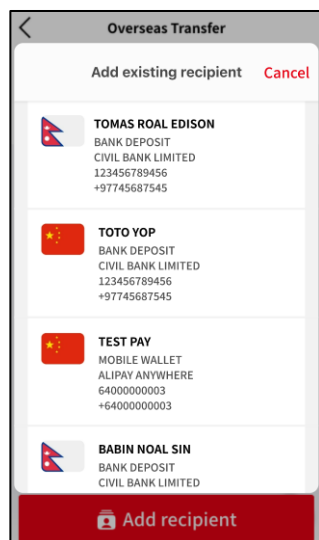 Overseas Transfer
Add existing recipient
Cancel
TOMAS ROAL EDISON
BANK DEPOSIT
CIVIL BANK LIMITED
123456789456
+97745687545
TOTO YOP
BANK DEPOSIT
CIVIL BANK LIMITED
123456789456
+97745687545
TEST PAY
MOBILE WALLET
ALIPAY ANYWHERE
64000000003
+64000000003
BABIN NOAL SIN
BANK DEPOSIT
CIVIL BANK LIMITED
Add recipient